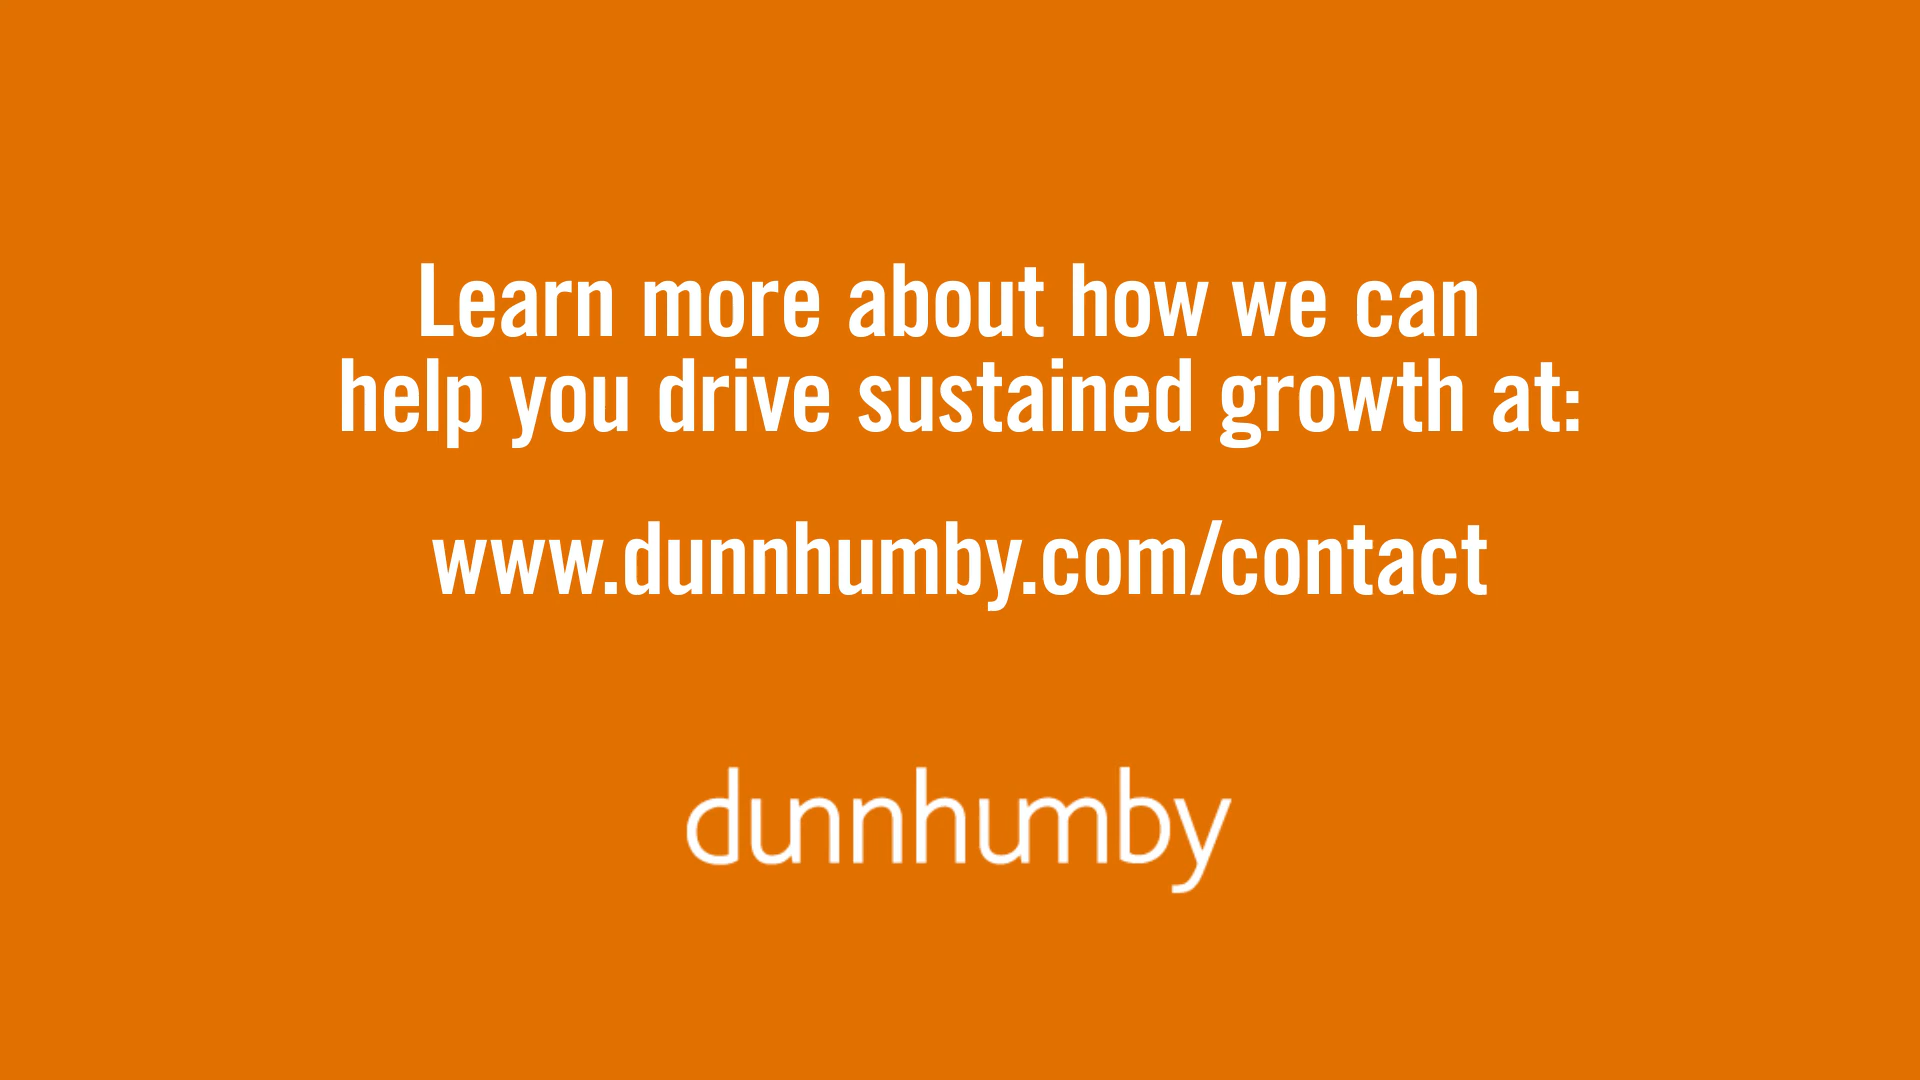 Learn more about how we can
help you drive sustained growth at:
www.dunnhumby.com/contact
dunnhumby